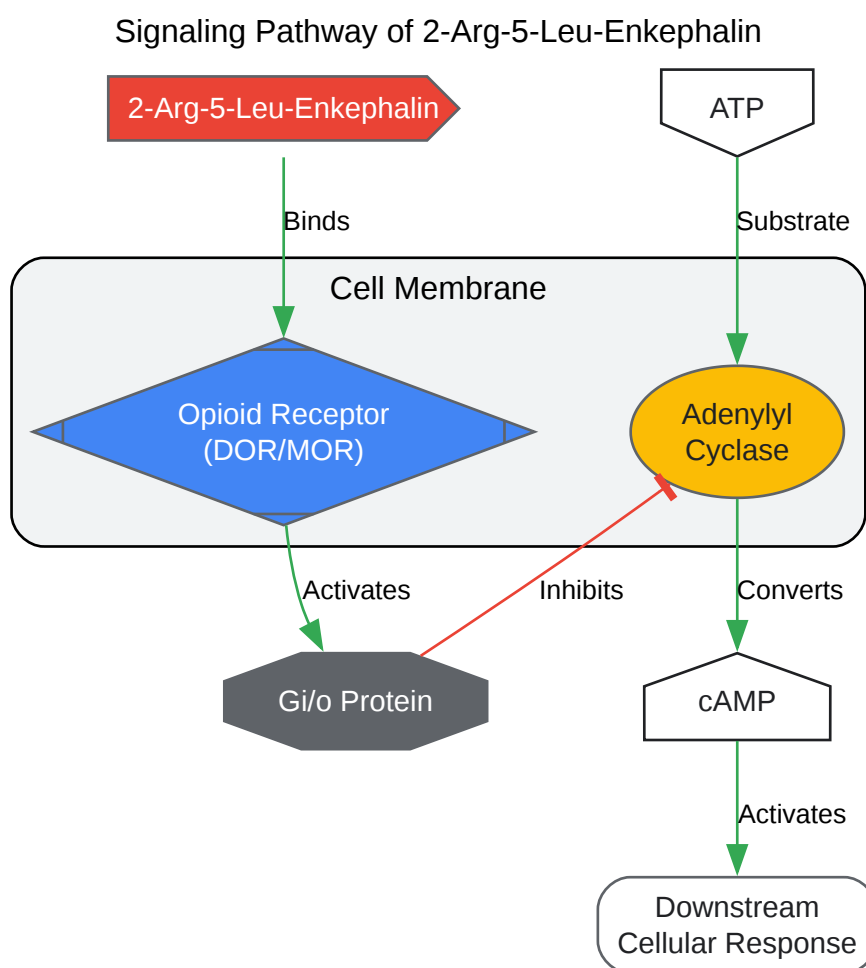 Signaling Pathway of 2-Arg-5-Leu-Enkephalin
2-Arg-5-Leu-Enkephalin
ATP
Binds
Substrate
Cell Membrane
Opioid Receptor
(DOR/MOR)
Adenylyl
Cyclase
Activates
Inhibits
Converts
Gi/o Protein
cAMP
Activates
Downstream
Cellular Response